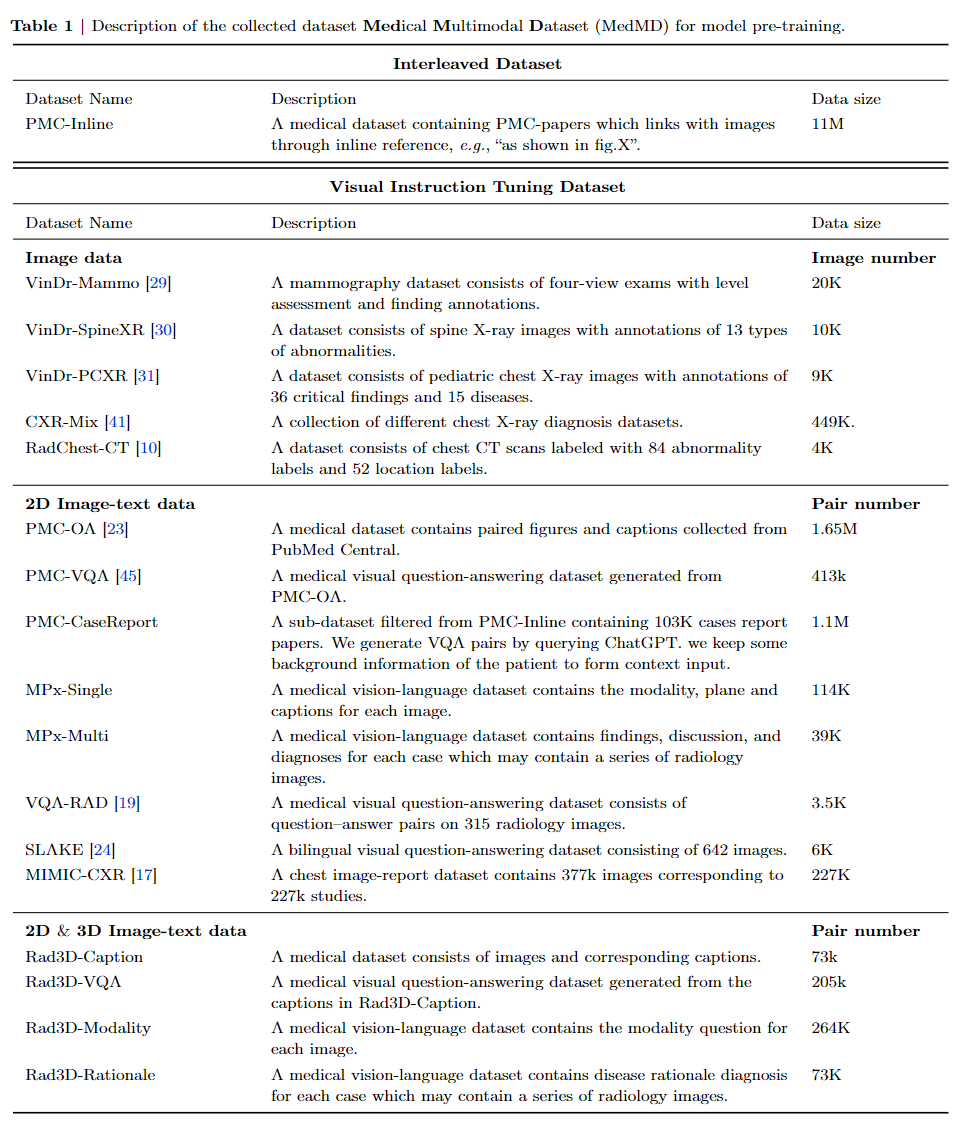 Table 1 | Description of the collected dataset Medical Multimodal Dataset (MedMD) for model pre-training.
Interleaved Dataset
Dataset Name Description Data size
PMC-Inline A medical dataset containing PMC-papers which links with images 11M
through inline reference, e.g., “as shown in fig.X”.
Visual Instruction Tuning Dataset
Dataset Name Description Data size
Image data Image number
VinDr-Mammo [29] A mammography dataset consists of four-view exams with level 20K
assessment and finding annotations.
VinDr-SpineXR [30] A dataset consists of spine X-ray images with annotations of 13 types 10K
of abnormalities.
VinDr-PCXR [31] A dataset consists of pediatric chest X-ray images with annotations of 9K
36 critical findings and 15 diseases.
CXR-Mix [41] A collection of different chest X-ray diagnosis datasets. 449K.
RadChest-CT [10] A dataset consists of chest CT scans labeled with 84 abnormality 4K
labels and 52 location labels.
2D Image-text data Pair number
PMC-OA [23] A medical dataset contains paired figures and captions collected from 1.65M
PubMed Central.
PMC-VQA [45] A medical visual question-answering dataset generated from 413k
PMC-OA.
PMC-CaseReport A sub-dataset filtered from PMC-Inline containing 103K cases report 1.1M
papers. We generate VQA pairs by querying ChatGPT. we keep some
background information of the patient to form context input.
MPx-Single A medical vision-language dataset contains the modality, plane and 114K
captions for each image.
MPx-Multi A medical vision-language dataset contains findings, discussion, and 39K
diagnoses for each case which may contain a series of radiology
images.
VQA-RAD [19] A medical visual question-answering dataset consists of 3.5K
question–answer pairs on 315 radiology images.
SLAKE [24] A bilingual visual question-answering dataset consisting of 642 images. 6K
MIMIC-CXR [17] A chest image-report dataset contains 377k images corresponding to 227K
227k studies.
2D & 3D Image-text data Pair number
Rad3D-Caption A medical dataset consists of images and corresponding captions. 73k
Rad3D-VQA A medical visual question-answering dataset generated from the 205k
captions in Rad3D-Caption.
Rad3D-Modality A medical vision-language dataset contains the modality question for 264K
each image.
Rad3D-Rationale A medical vision-language dataset contains disease rationale diagnosis 73K
for each case which may contain a series of radiology images.